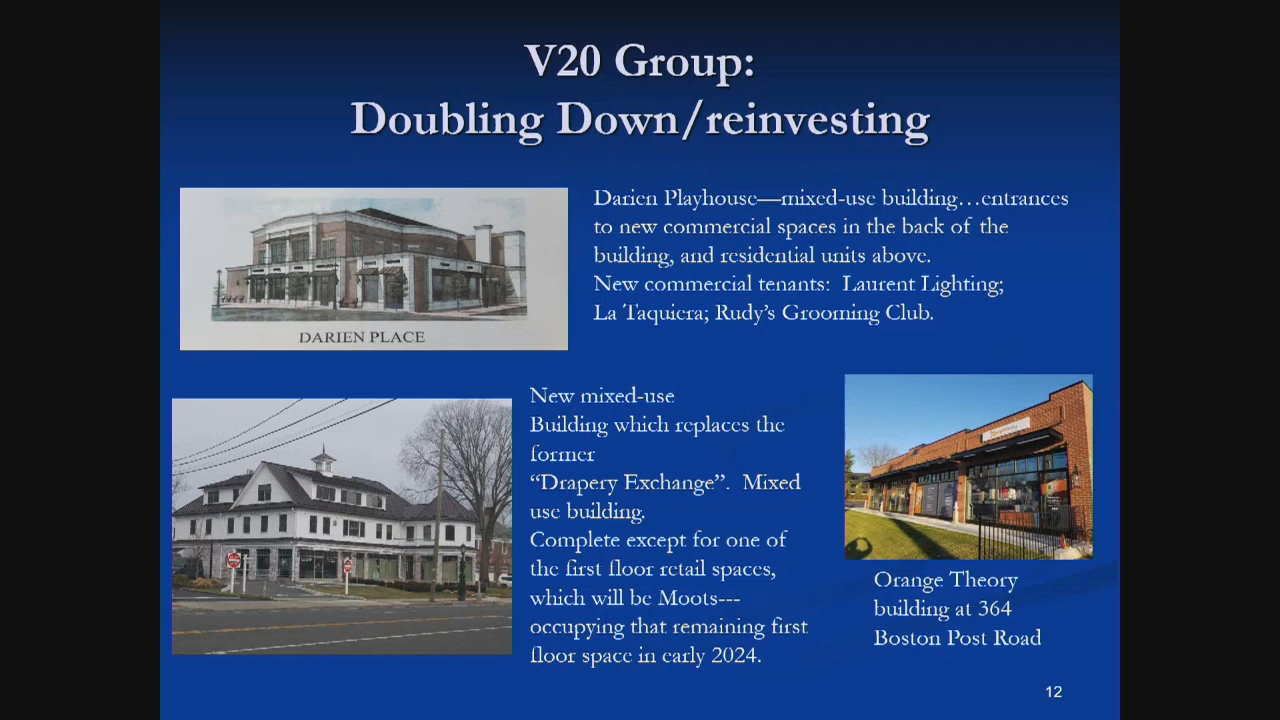 V20 Group:
Doubling Down/reinvesting
Darien Playhouse—mixed-use building…entrances
to new commercial spaces in the back of the
building, and residential units above.
New commercial tenants: Laurent Lighting;
La Taquiera; Rudy’s Grooming Club.
DARIEN PLACE
New mixed-use
Building which replaces the
former
“Drapery Exchange”. Mixed
use building.
Complete except for one of
the first floor retail spaces,
which will be Moots---
occupying that remaining first
floor space in early 2024.
Orange Theory
building at 364
Boston Post Road
12